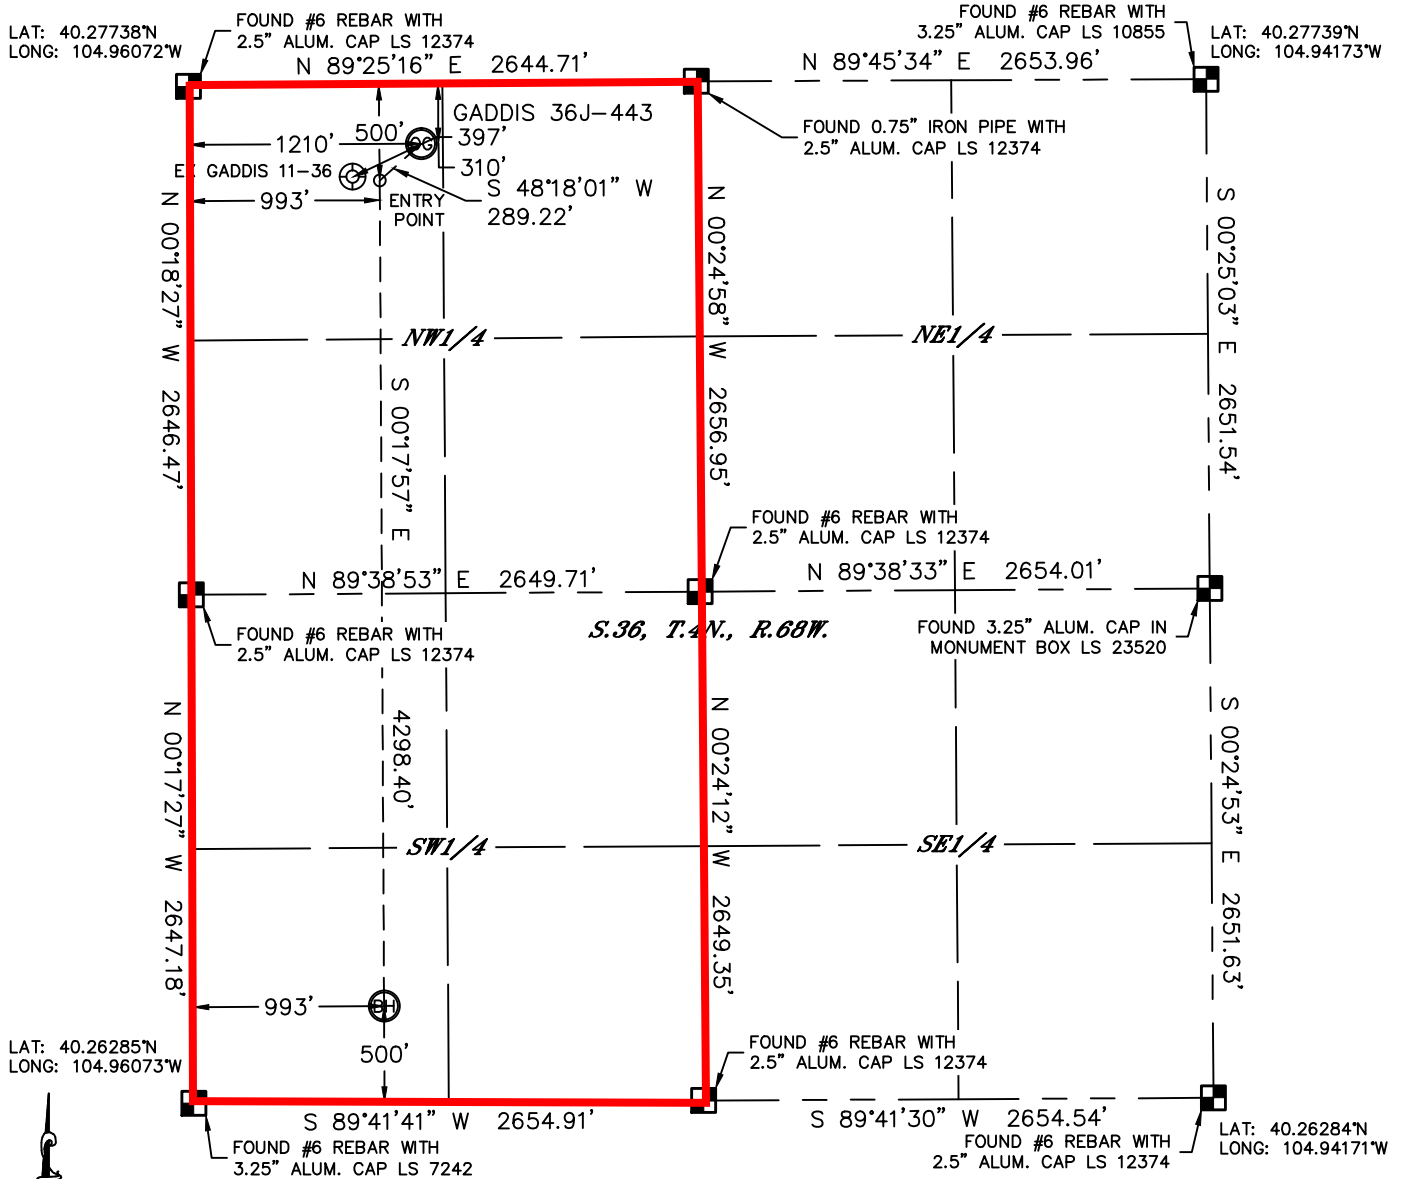 LAT: 40.27738°N
LONG: 104.96072°W
FOUND #6 REBAR WITH
2.5" ALUM. CAP LS 12374
N 89°25'16" E 2644.71'
FOUND #6 REBAR WITH
3.25" ALUM. CAP LS 10855
LAT: 40.27739°N
LONG: 104.94173°W
N 89°45'34" E 2653.96'
FOUND 0.75" IRON PIPE WITH
2.5" ALUM. CAP LS 12374
GADDIS 36J-443
500'
397'
1210'
OG
310'
EX GADDIS 11-36
S 48°18'01" W
289.22'
993'
ENTRY
POINT
N 00°18'27" W 2646.47'
N 00°24'58" W 2656.95'
S 00°25'03" E 2651.54'
NW1/4
NE1/4
S 00°17'57" E
4298.40'
FOUND #6 REBAR WITH
2.5" ALUM. CAP LS 12374
N 89°38'53" E 2649.71'
N 89°38'33" E 2654.01'
S.36, T.4N., R.68W.
FOUND #6 REBAR WITH
2.5" ALUM. CAP LS 12374
FOUND 3.25" ALUM. CAP IN
MONUMENT BOX LS 23520
N 00°17'27" W 2647.18'
N 00°24'12" W 2649.35'
S 00°24'53" E 2651.63'
SW1/4
SE1/4
993'
BH
500'
LAT: 40.26285°N
LONG: 104.96073°W
FOUND #6 REBAR WITH
2.5" ALUM. CAP LS 12374
S 89°41'41" W 2654.91'
S 89°41'30" W 2654.54'
FOUND #6 REBAR WITH
3.25" ALUM. CAP LS 7242
FOUND #6 REBAR WITH
2.5" ALUM. CAP LS 12374
LAT: 40.26284°N
LONG: 104.94171°W